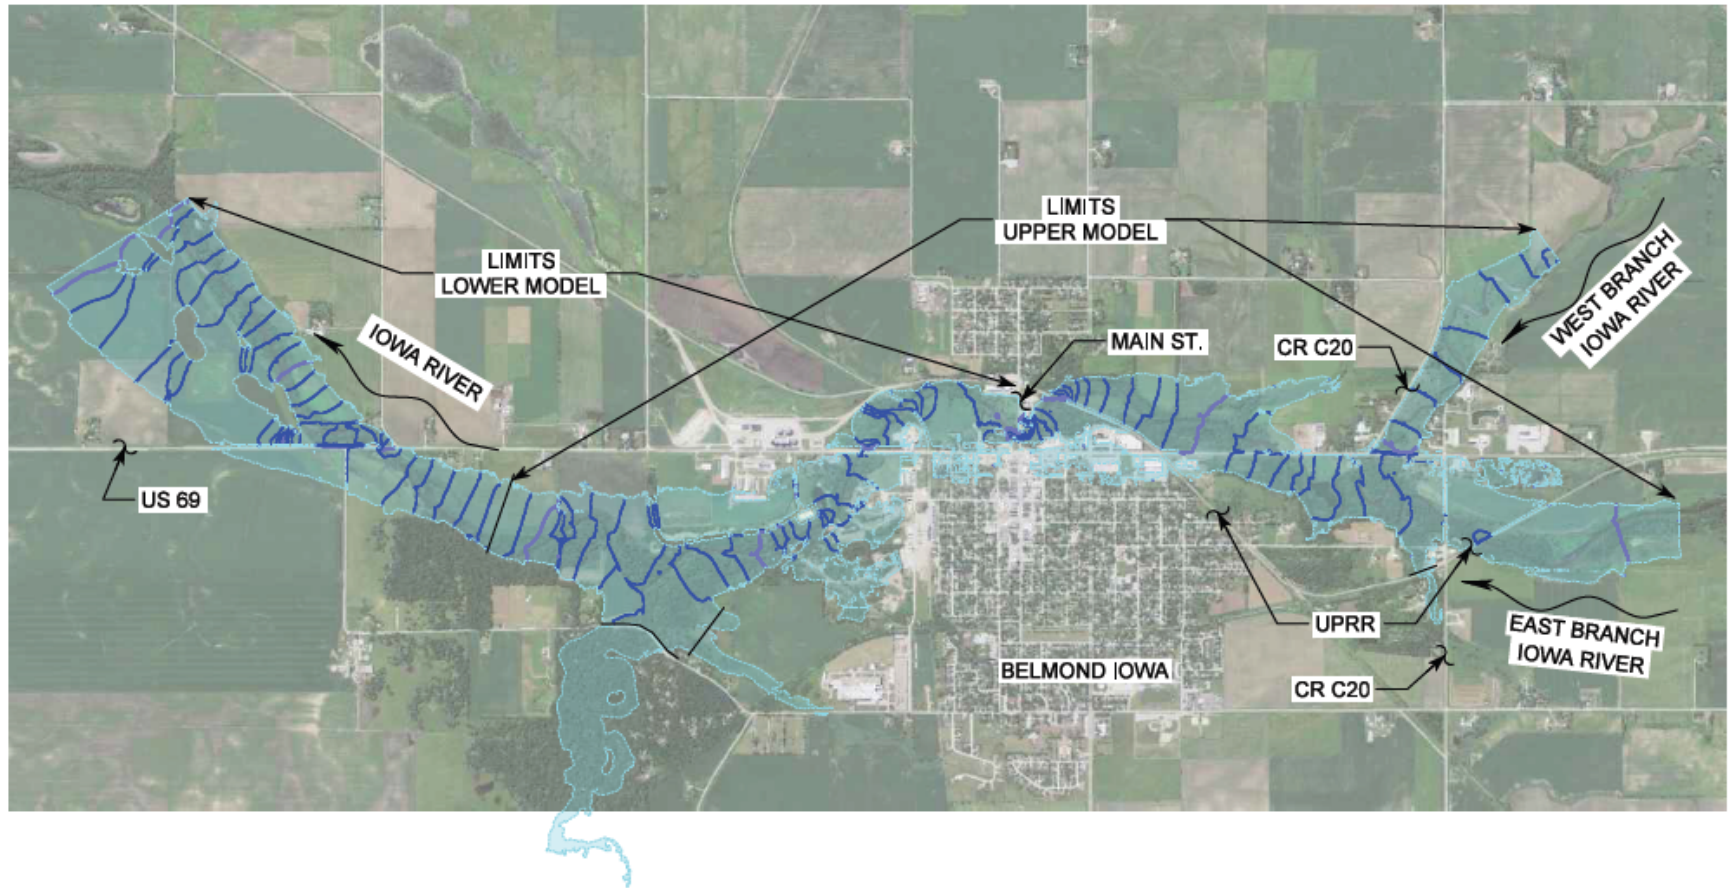 LIMITS
UPPER MODEL
LIMITS
LOWER MODEL
WEST BRANCH
IOWA RIVER
IOWA RIVER
MAIN ST.
CR C20
US 69
UPRR
EAST BRANCH
IOWA RIVER
BELMOND IOWA
CR C20